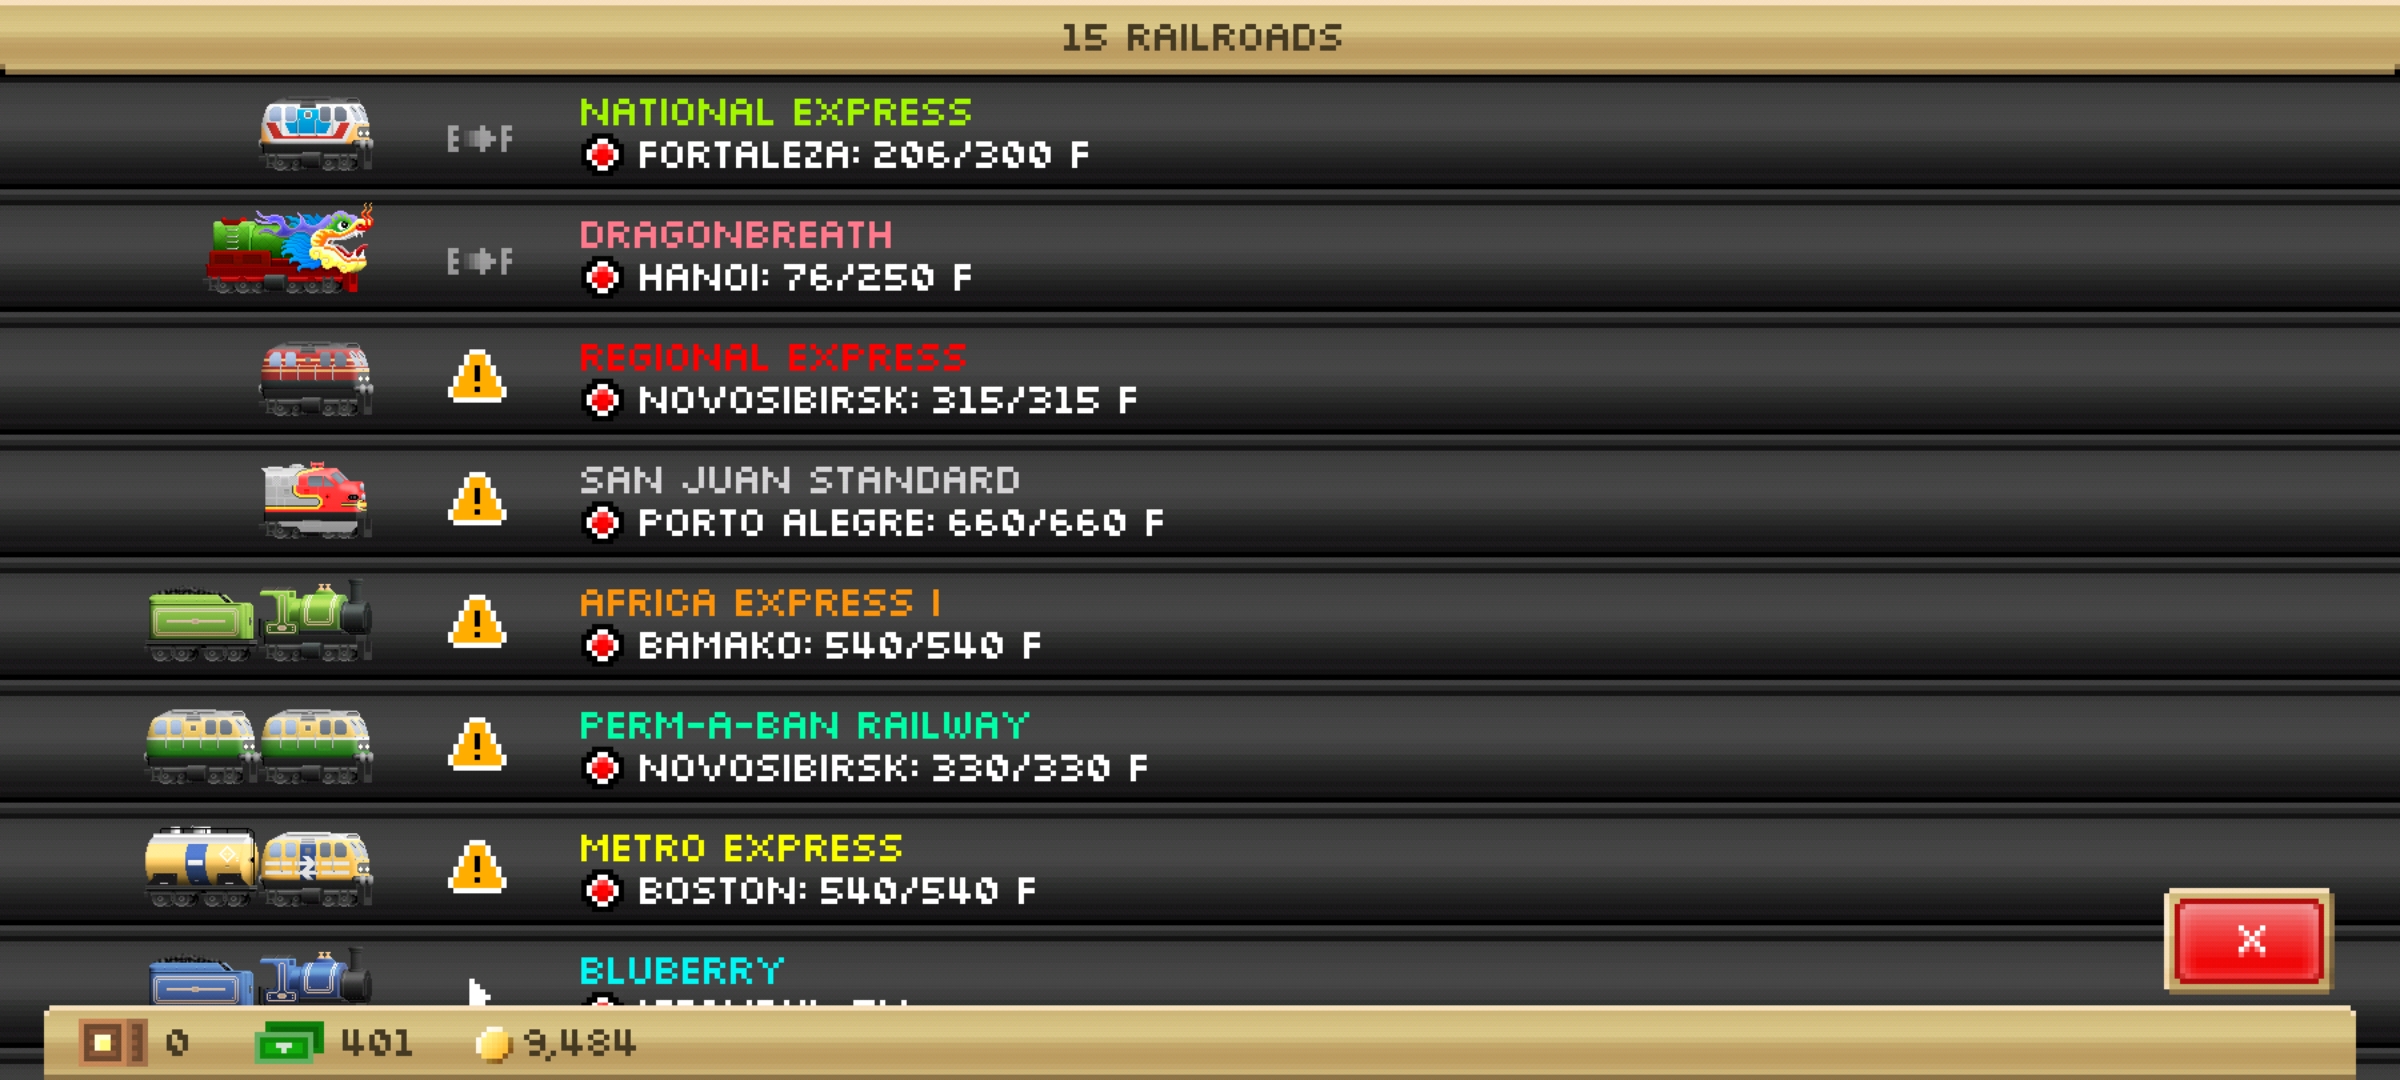 15 RAILROADS
E F
NATIONAL EXPRESS
FORTALEZA: 206/300 F
E F
DRAGONBREATH
HANOI: 76/250 F
REGIONAL EXPRESS
NOVOSIBIRSK: 315/315 F
SAN JUAN STANDARD
PORTO ALEGRE: 660/660 F
AFRICA EXPRESS I
BAMAKO: 540/540 F
PERM-A-BAN RAILWAY
NOVOSIBIRSK: 330/330 F
METRO EXPRESS
BOSTON: 540/540 F
BLUBERRY
X
0 401 9,484